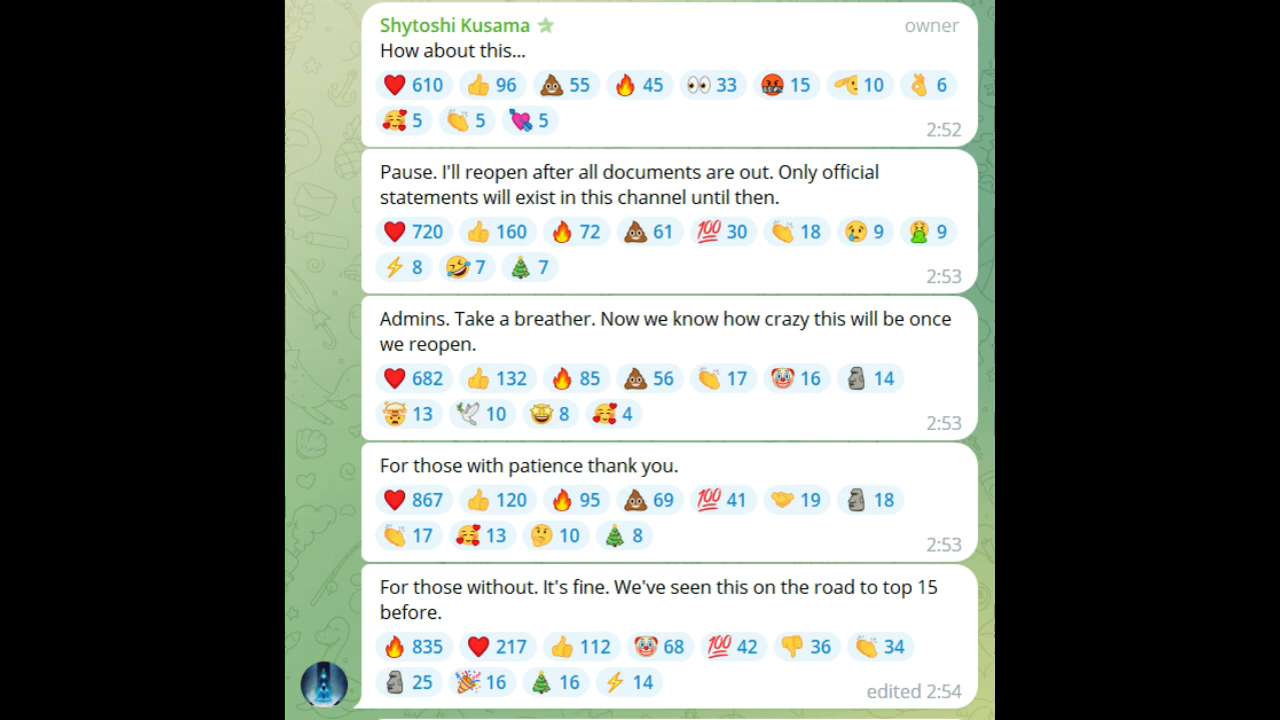 Shytoshi Kusama owner
How about this...
❤️ 610 👍 96 💩 55 🔥 45 👀 33 🤬 15 🫡 10 👌 6
🥰 5 👏 5 💘 5
2:52
Pause. I'll reopen after all documents are out. Only official
statements will exist in this channel until then.
❤️ 720 👍 160 🔥 72 💩 61 💯 30 👏 18 😢 9 🤮 9
⚡ 8 🤣 7 🎄 7
2:53
Admins. Take a breather. Now we know how crazy this will be once
we reopen.
❤️ 682 👍 132 🔥 85 💩 56 👏 17 🤡 16 🗿 14
🤯 13 🕊 10 🤩 8 🥰 4
2:53
For those with patience thank you.
❤️ 867 👍 120 🔥 95 💩 69 💯 41 🤝 19 🗿 18
👏 17 🥰 13 🤔 10 🎄 8
2:53
For those without. It's fine. We've seen this on the road to top 15
before.
🔥 835 ❤️ 217 👍 112 🤡 68 💯 42 👎 36 👏 34
🗿 25 🎉 16 🎄 16 ⚡ 14
edited 2:54